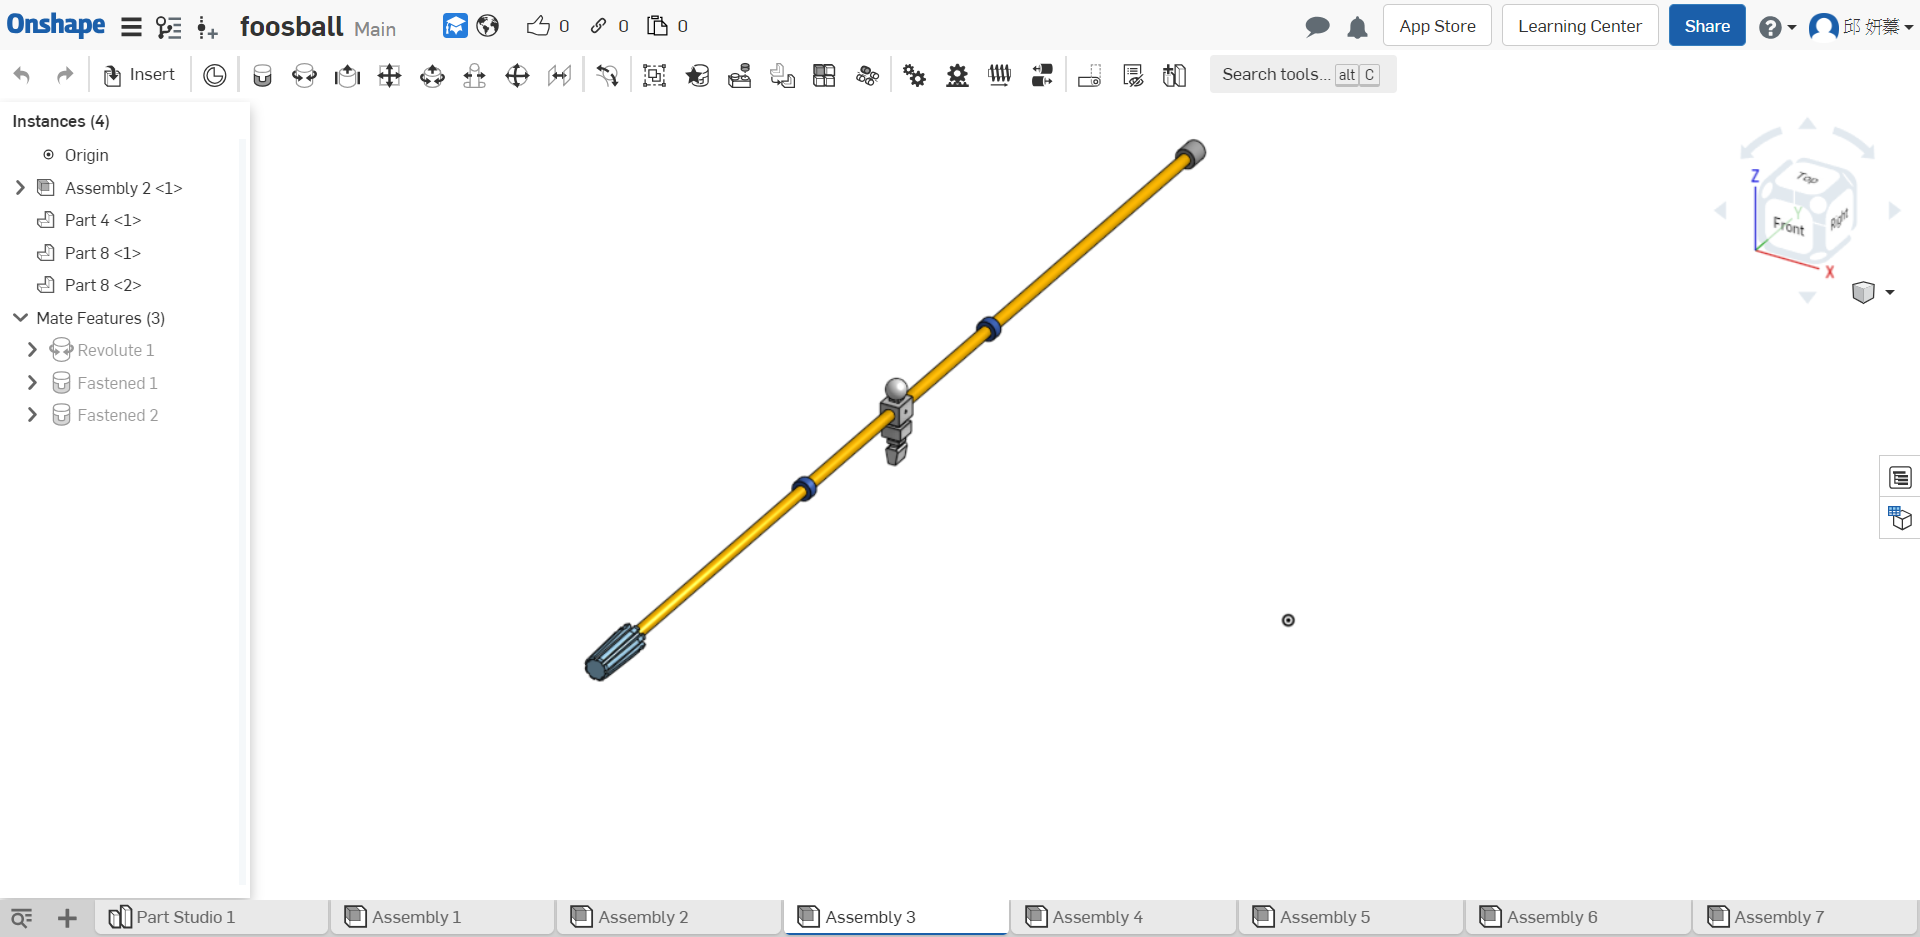 Onshape foosball Main 0 0 0 App Store Learning Center Share 邱 妍蓁
Insert Search tools... alt C
Instances (4)
Origin
Assembly 2 <1>
Part 4 <1>
Part 8 <1>
Part 8 <2>
Mate Features (3)
Revolute 1
Fastened 1
Fastened 2
Top
Z
Y
Front Right
X
Part Studio 1 Assembly 1 Assembly 2 Assembly 3 Assembly 4 Assembly 5 Assembly 6 Assembly 7